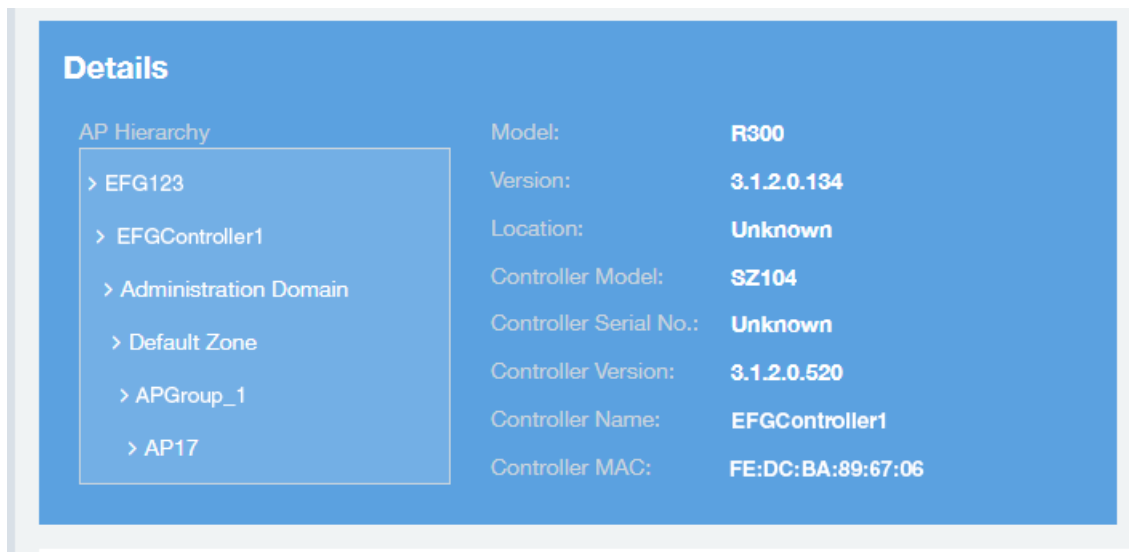 Details
AP Hierarchy
> EFG123
> EFGController1
> Administration Domain
> Default Zone
> APGroup_1
> AP17
Model: R300
Version: 3.1.2.0.134
Location: Unknown
Controller Model: SZ104
Controller Serial No.: Unknown
Controller Version: 3.1.2.0.520
Controller Name: EFGController1
Controller MAC: FE:DC:BA:89:67:06